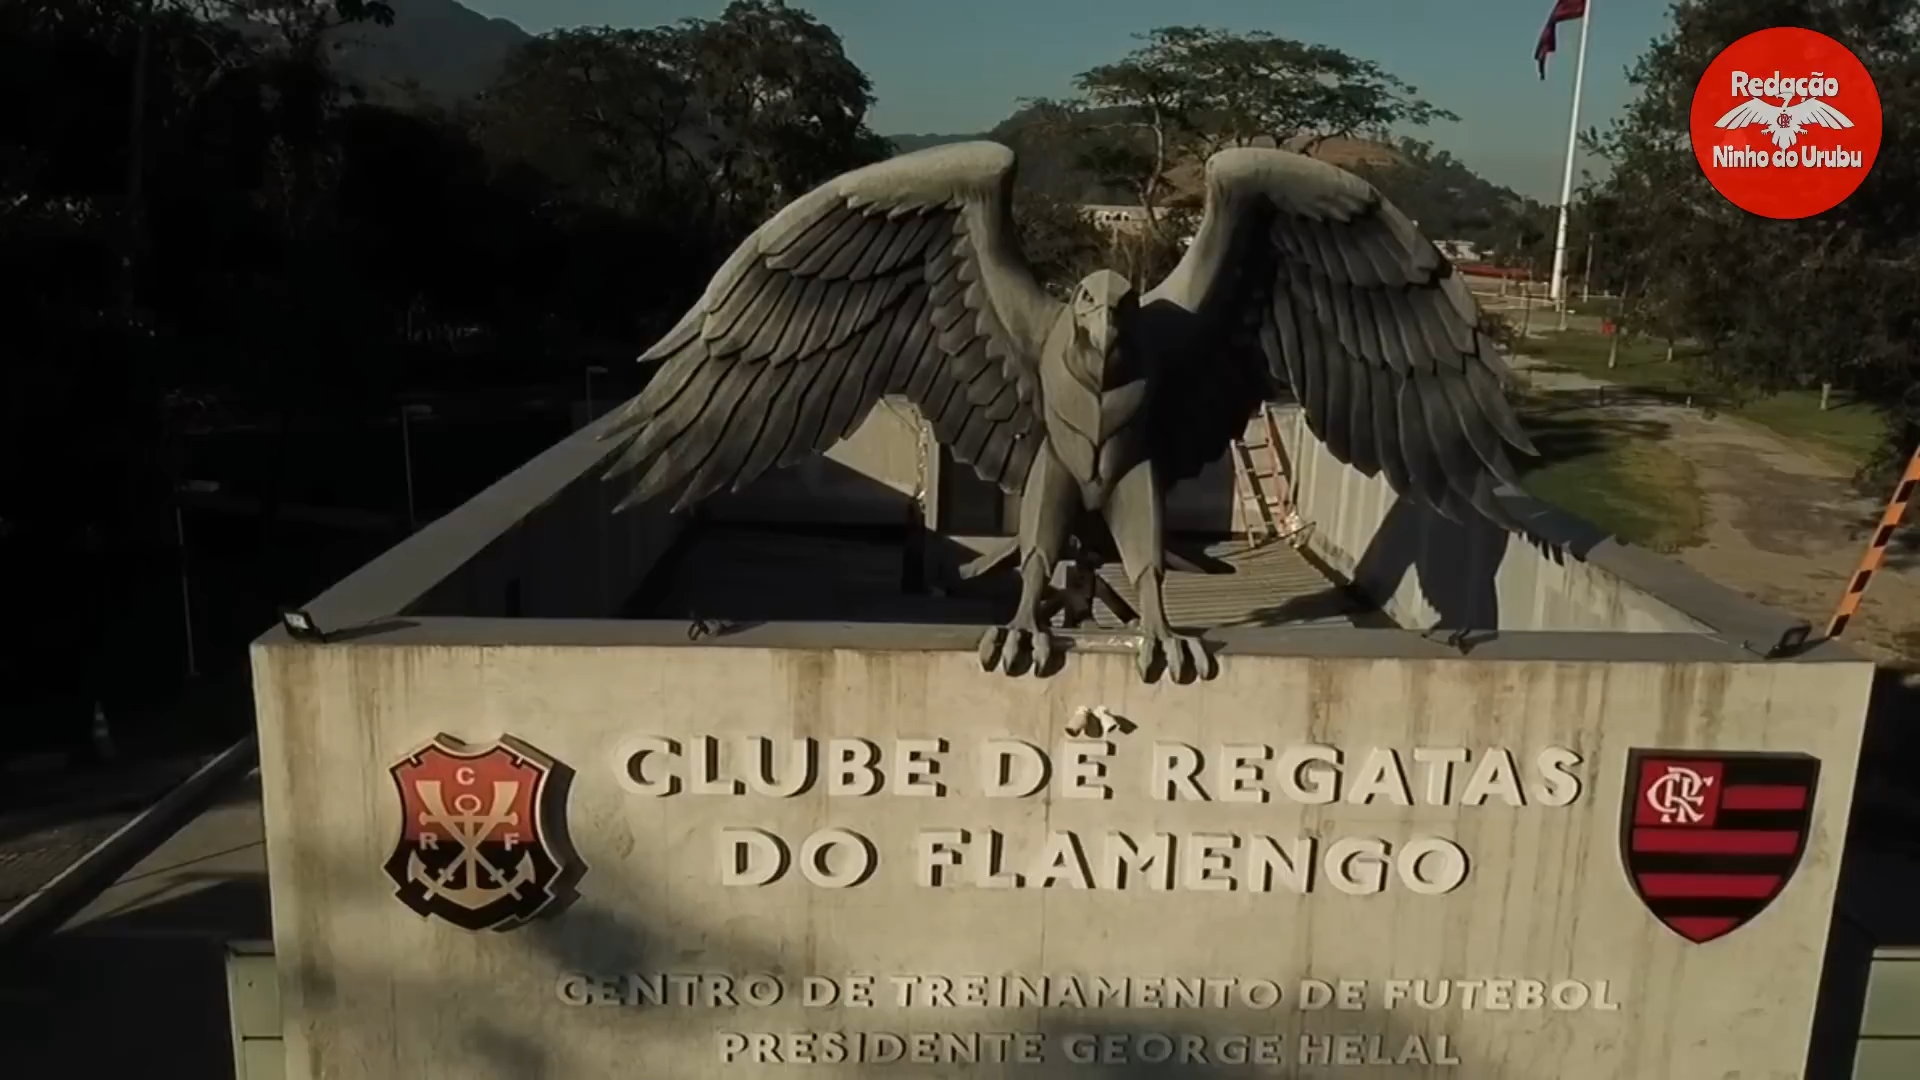 Redação
Ninho do Urubu
CLUBE DE REGATAS
DO FLAMENGO
C
R F
CRF
CENTRO DE TREINAMENTO DE FUTEBOL
PRESIDENTE GEORGE HELAL